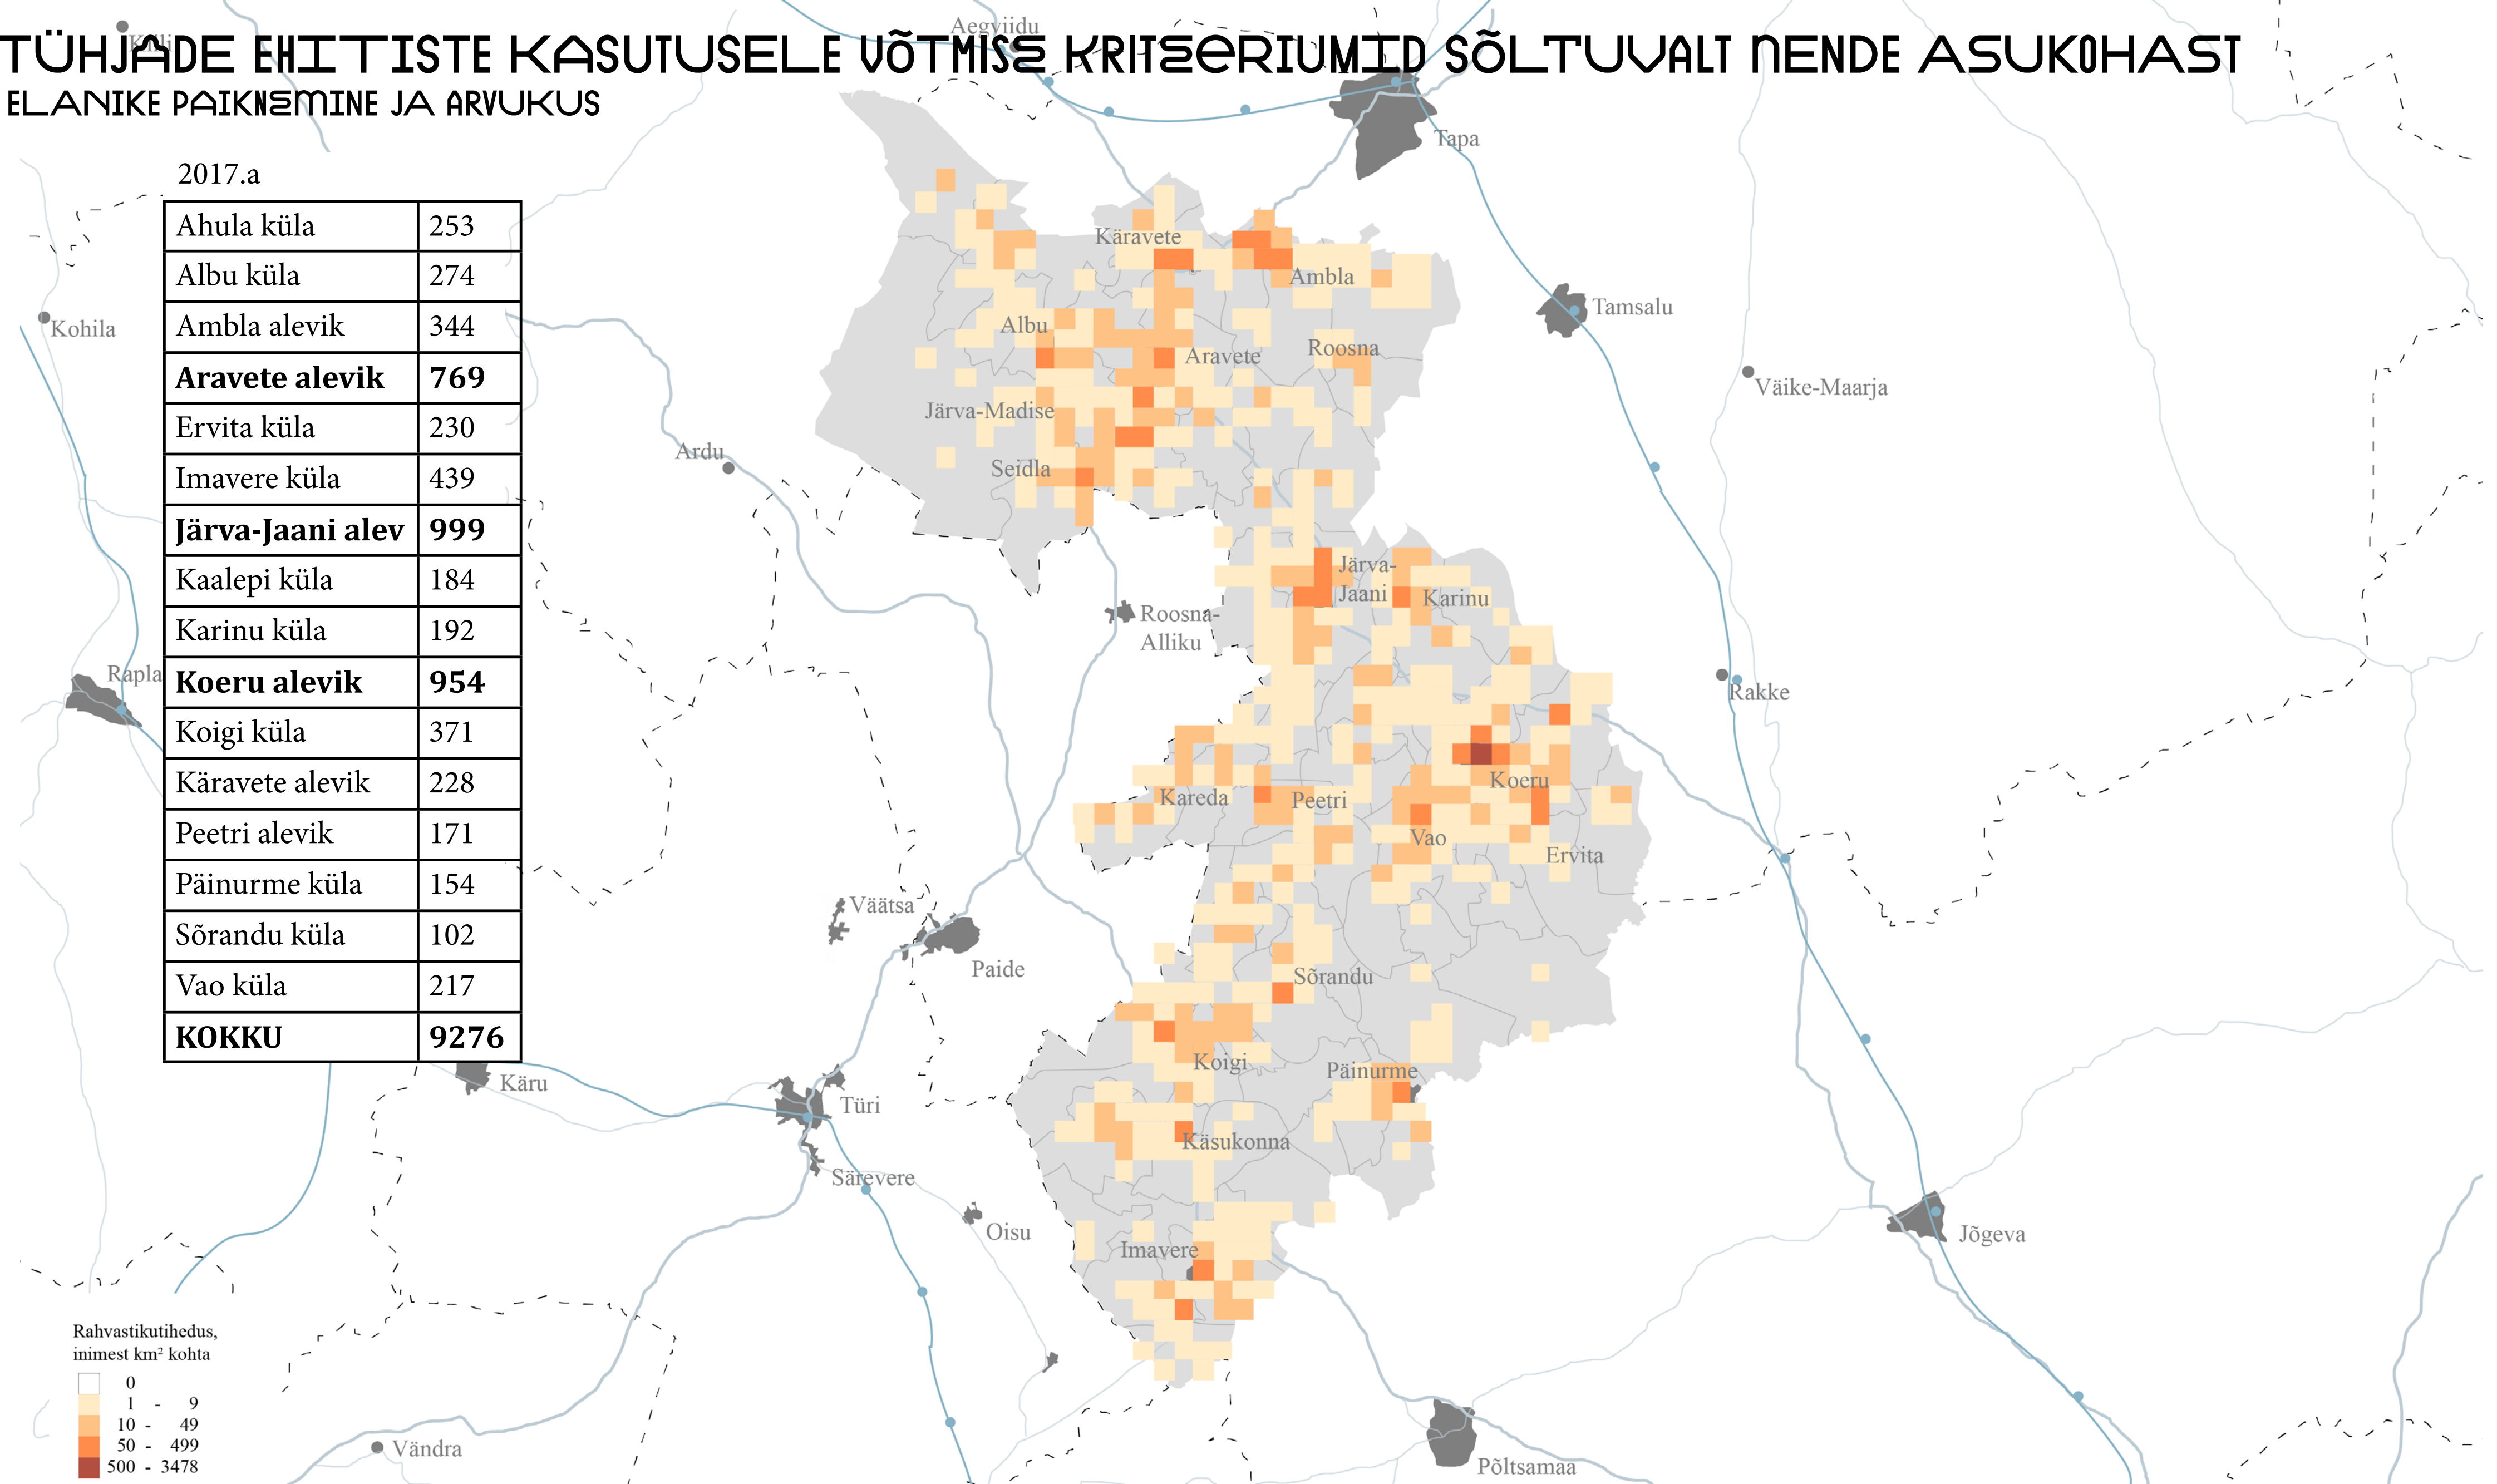 TÜHJADE EHITISTE KASUTUSELE VÕTMISE KRITSERIUMID SÕLTUVALT NENDE ASUKOHAST
ELANIKE PAIKNEMINE JA ARVUKUS
2017.a
Ahula küla 253
Albu küla 274
Ambla alevik 344
Aravete alevik 769
Ervita küla 230
Imavere küla 439
Järva-Jaani alev 999
Kaalepi küla 184
Karinu küla 192
Koeru alevik 954
Koigi küla 371
Käravete alevik 228
Peetri alevik 171
Päinurme küla 154
Sõrandu küla 102
Vao küla 217
KOKKU 9276
Aegviidu
Tapa
Käravete
Ambla
Tamsalu
Kohila
Albu
Aravete
Roosna
Väike-Maarja
Järva-Madise
Ardu
Seidla
Järva-
Jaani
Karinu
Roosna-
Alliku
Rapla
Rakke
Koeru
Kareda
Peetri
Vao
Ervita
Väätsa
Paide
Sõrandu
Koigi
Päinurme
Käru
Türi
Käsukonna
Särevere
Oisu
Imavere
Jõgeva
Vändra
Põltsamaa
Rahvastikutihedus,
inimest km² kohta
0
1 - 9
10 - 49
50 - 499
500 - 3478